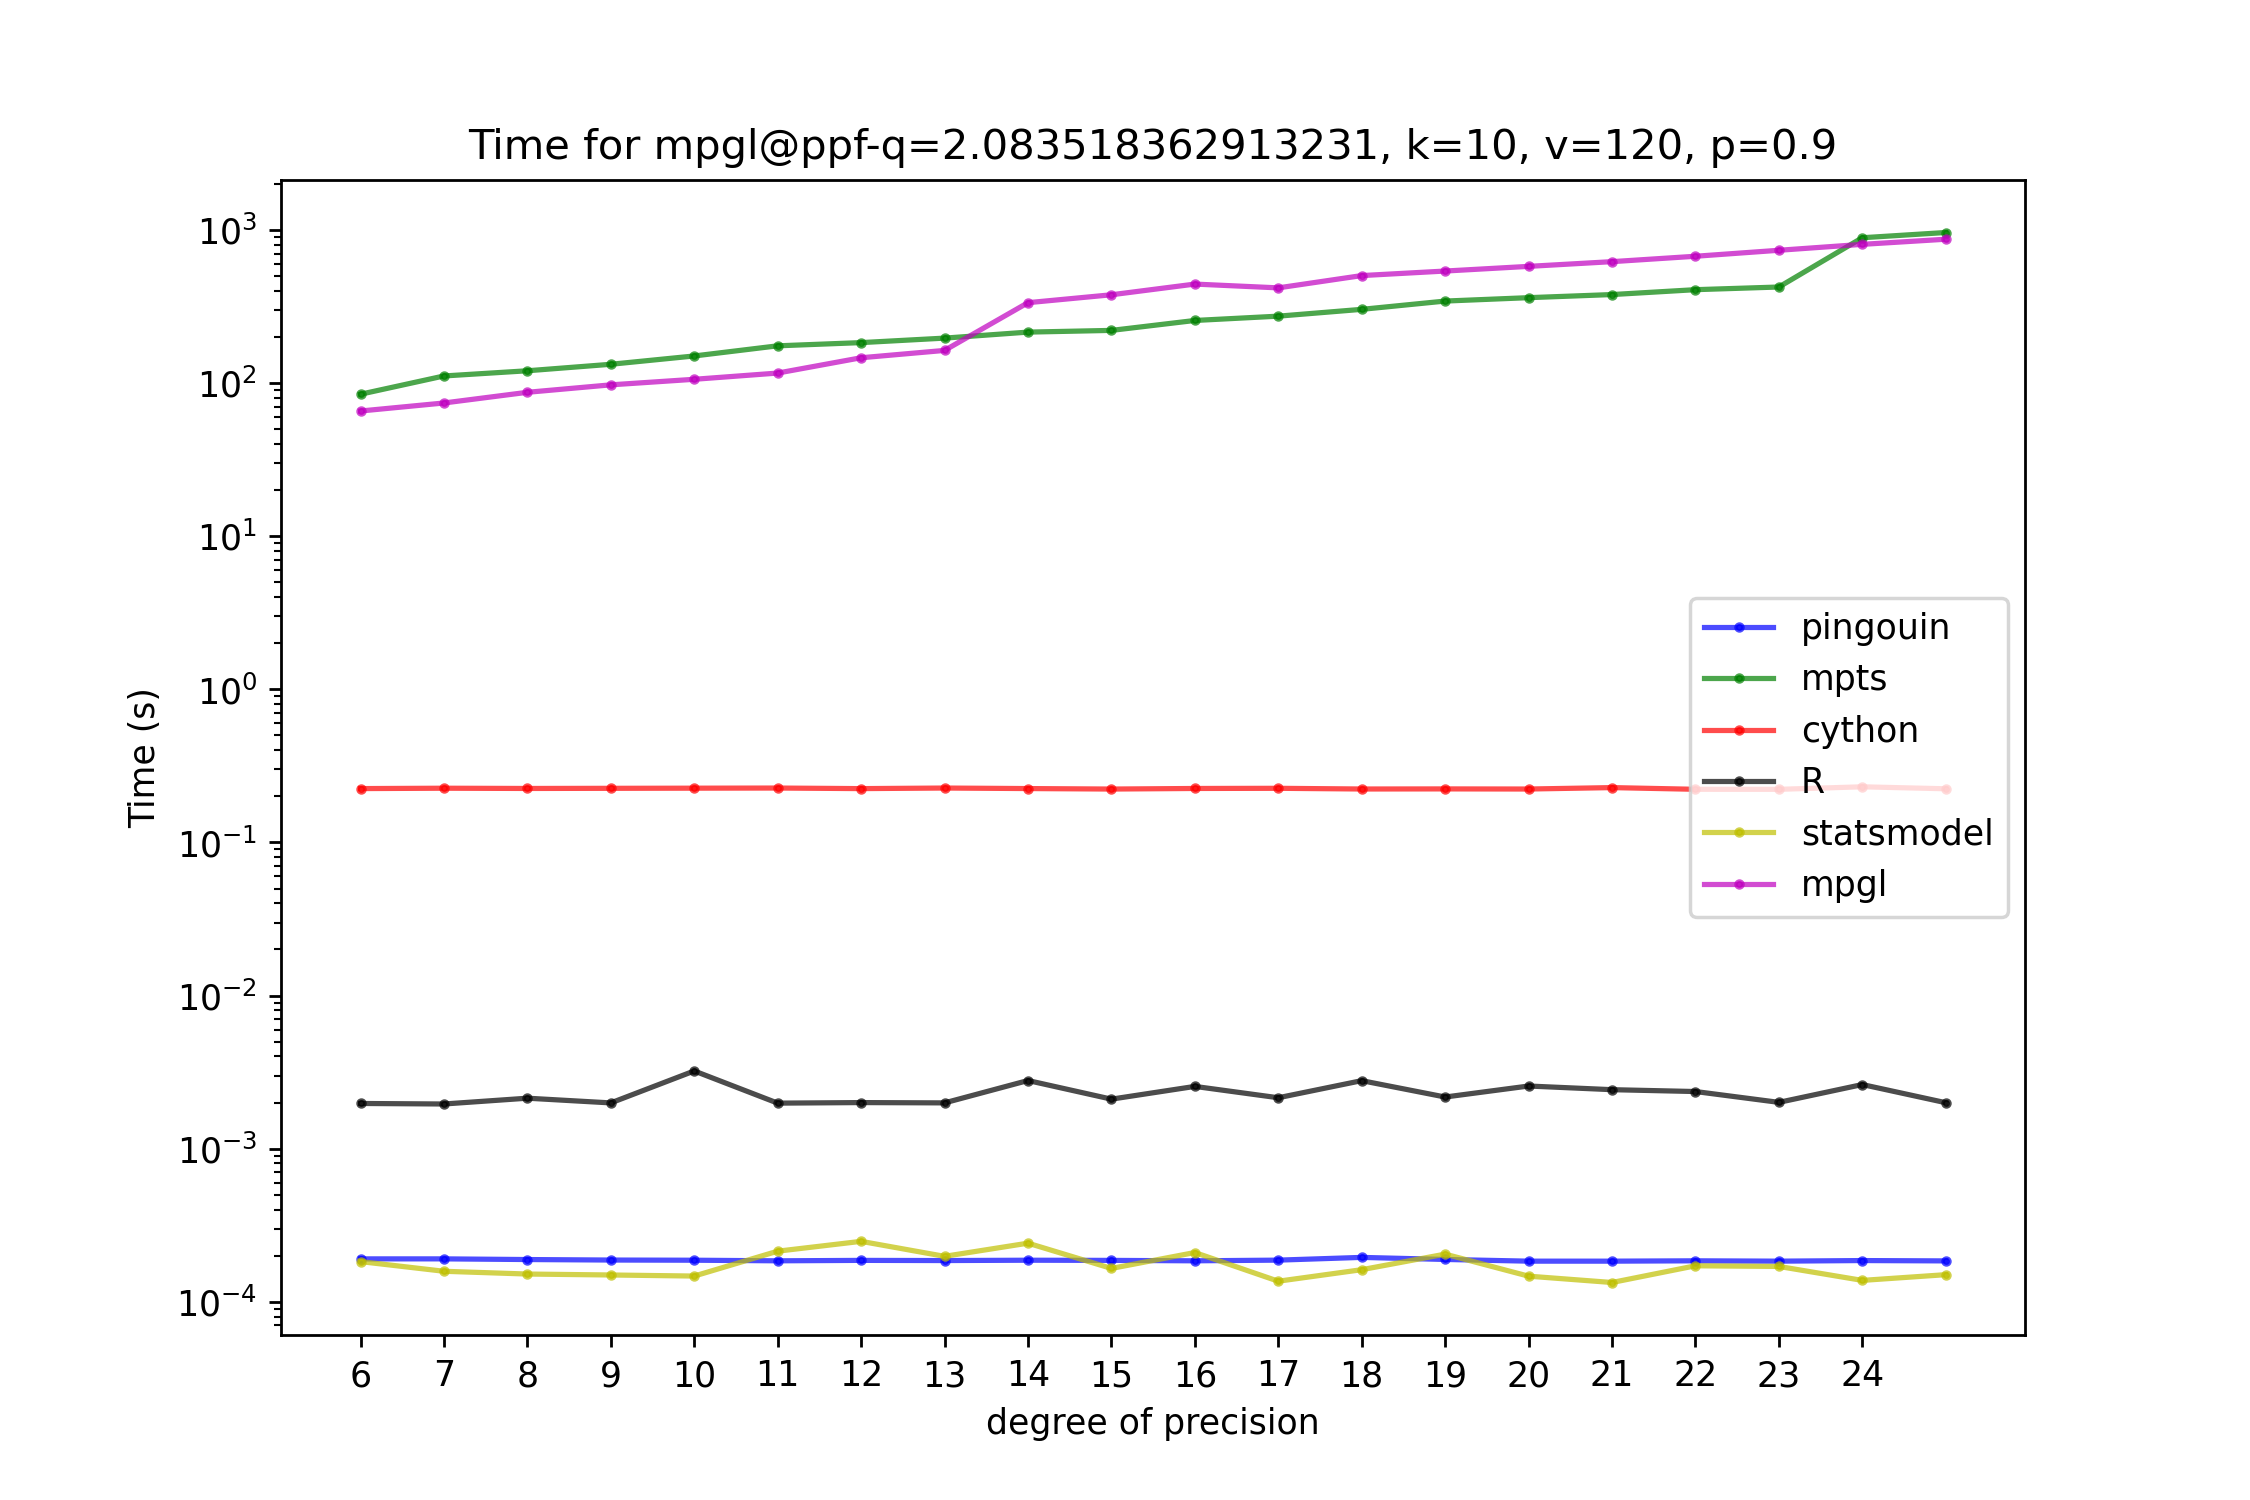 Time for mpgl@ppf-q=2.083518362913231, k=10, v=120, p=0.9
10³
10²
10¹
10⁰
10⁻¹
10⁻²
10⁻³
10⁻⁴
Time (s)
pingouin
mpts
cython
R
statsmodel
mpgl
6 7 8 9 10 11 12 13 14 15 16 17 18 19 20 21 22 23 24
degree of precision